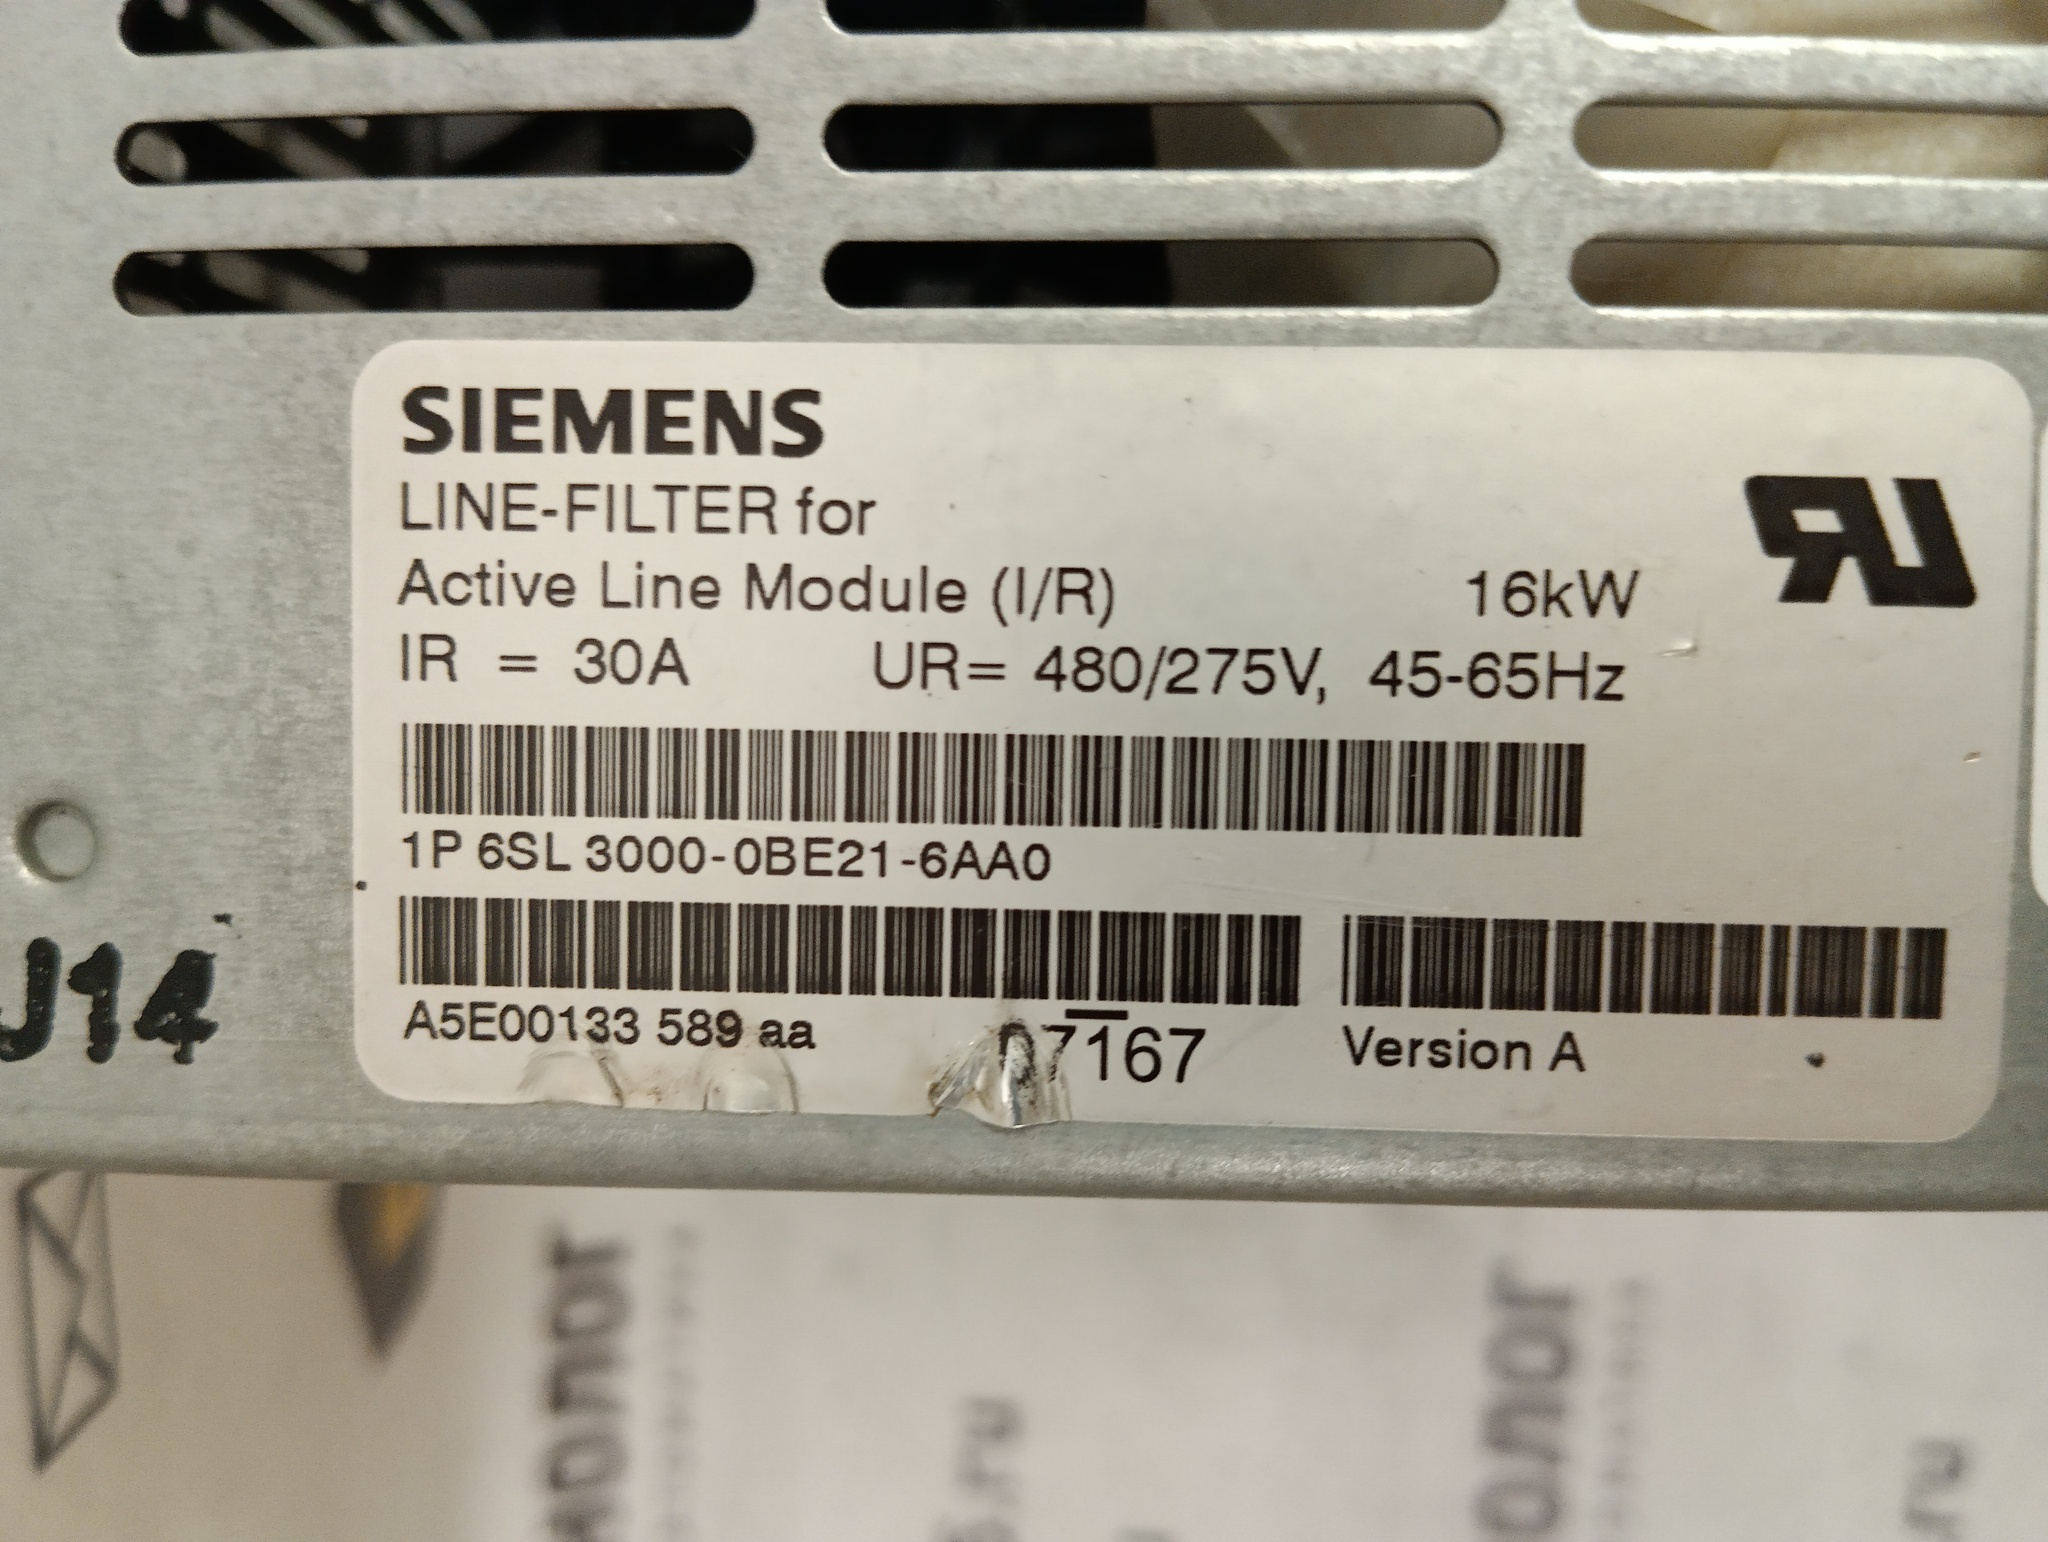 SIEMENS
LINE-FILTER for
Active Line Module (I/R) 16kW
IR = 30A UR= 480/275V, 45-65Hz
1P 6SL 3000-0BE21-6AA0
A5E00133 589 aa 7167 Version A
J14